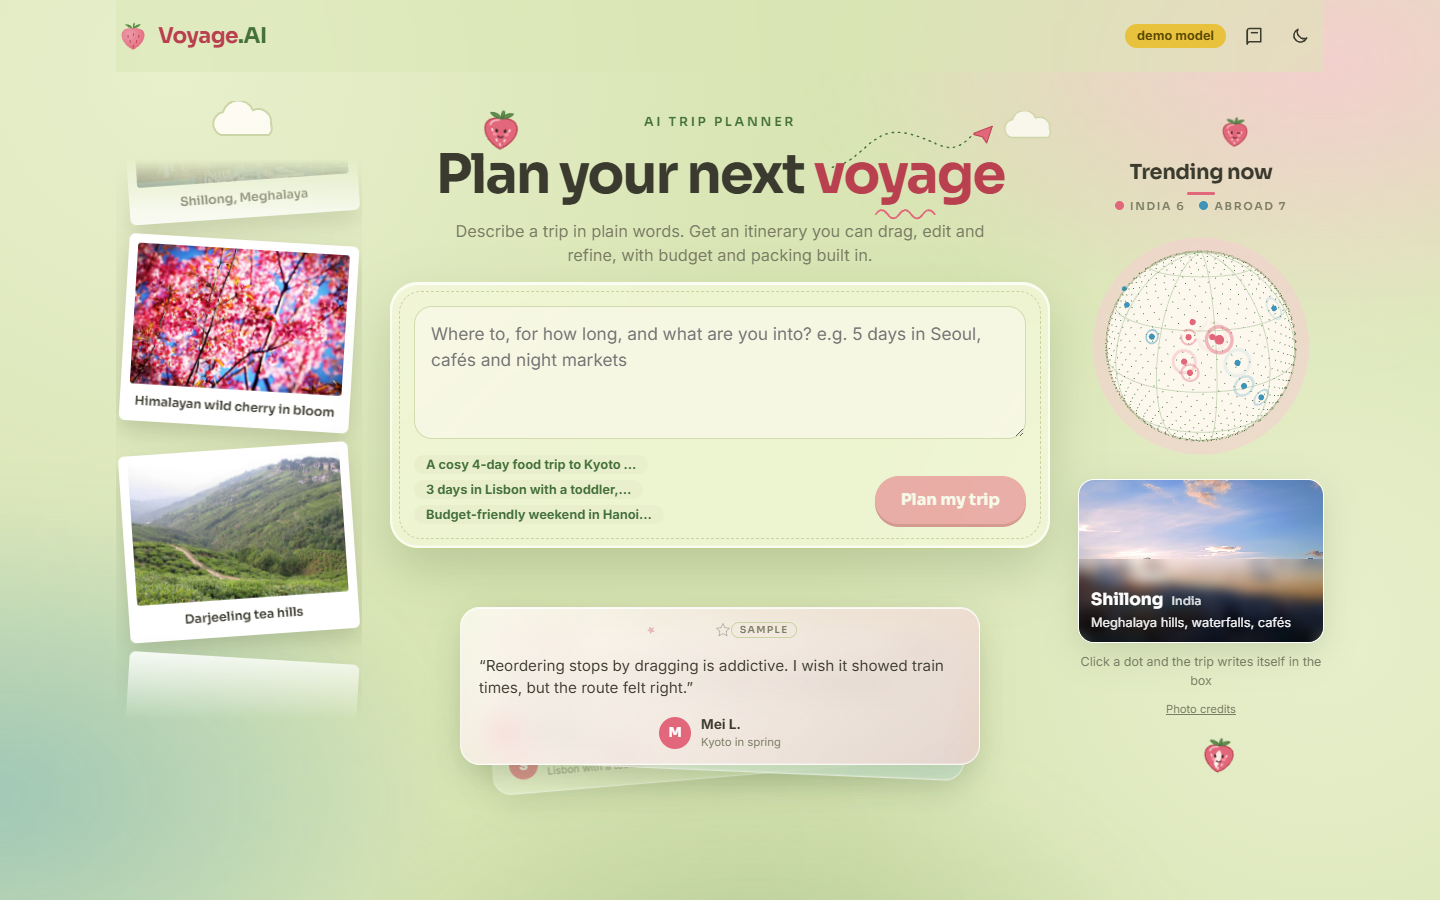 Voyage.AI
demo model
Shillong, Meghalaya
Himalayan wild cherry in bloom
Darjeeling tea hills
AI TRIP PLANNER
Plan your next voyage
Describe a trip in plain words. Get an itinerary you can drag, edit and
refine, with budget and packing built in.
Where to, for how long, and what are you into? e.g. 5 days in Seoul,
cafés and night markets
A cosy 4-day food trip to Kyoto ...
3 days in Lisbon with a toddler,...
Budget-friendly weekend in Hanoi...
Plan my trip
SAMPLE
“Reordering stops by dragging is addictive. I wish it showed train
times, but the route felt right.”
M
Mei L.
Kyoto in spring
S
Lisbon with a
Trending now
INDIA 6 ABROAD 7
Shillong India
Meghalaya hills, waterfalls, cafés
Click a dot and the trip writes itself in the
box
Photo credits